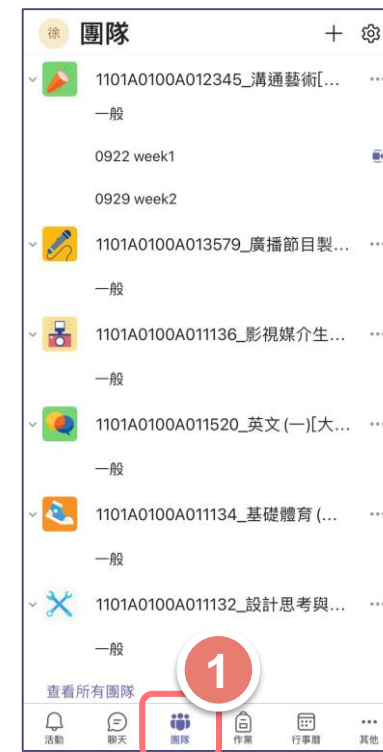 徐 團隊
1101A0100A012345_溝通藝術[...
一般
0922 week1
0929 week2
1101A0100A013579_廣播節目製...
一般
1101A0100A011136_影視媒介生...
一般
1101A0100A011520_英文(一)[大...
一般
1101A0100A011134_基礎體育(...
一般
1101A0100A011132_設計思考與...
一般
查看所有團隊
1
活動 聊天 團隊 作業 行事曆 其他